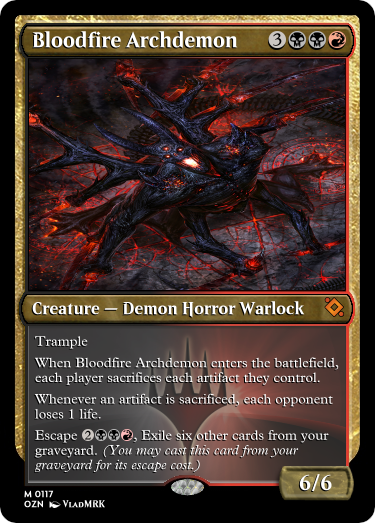 Bloodfire Archdemon 3
Creature — Demon Horror Warlock
Trample
When Bloodfire Archdemon enters the battlefield,
each player sacrifices each artifact they control.
Whenever an artifact is sacrificed, each opponent
loses 1 life.
Escape 2, Exile six other cards from your
graveyard. (You may cast this card from your
graveyard for its escape cost.)
6/6
M 0117
OZN VladMRK